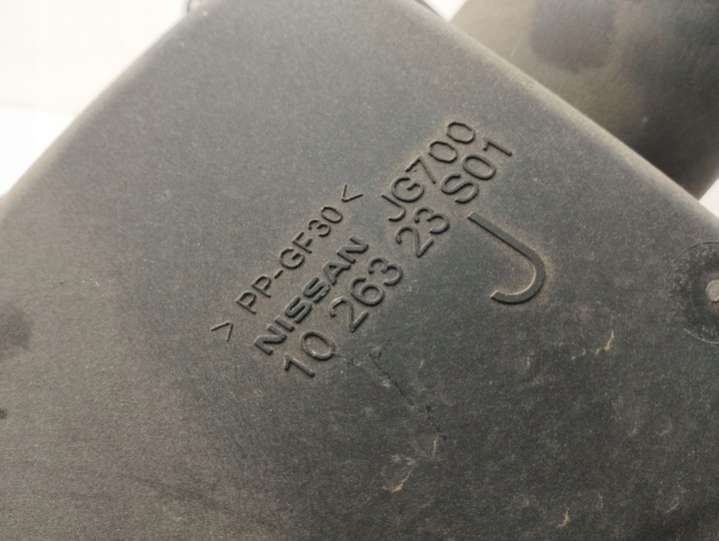 >PP-GF30<
NISSAN JG700
10 263 23 S01
J